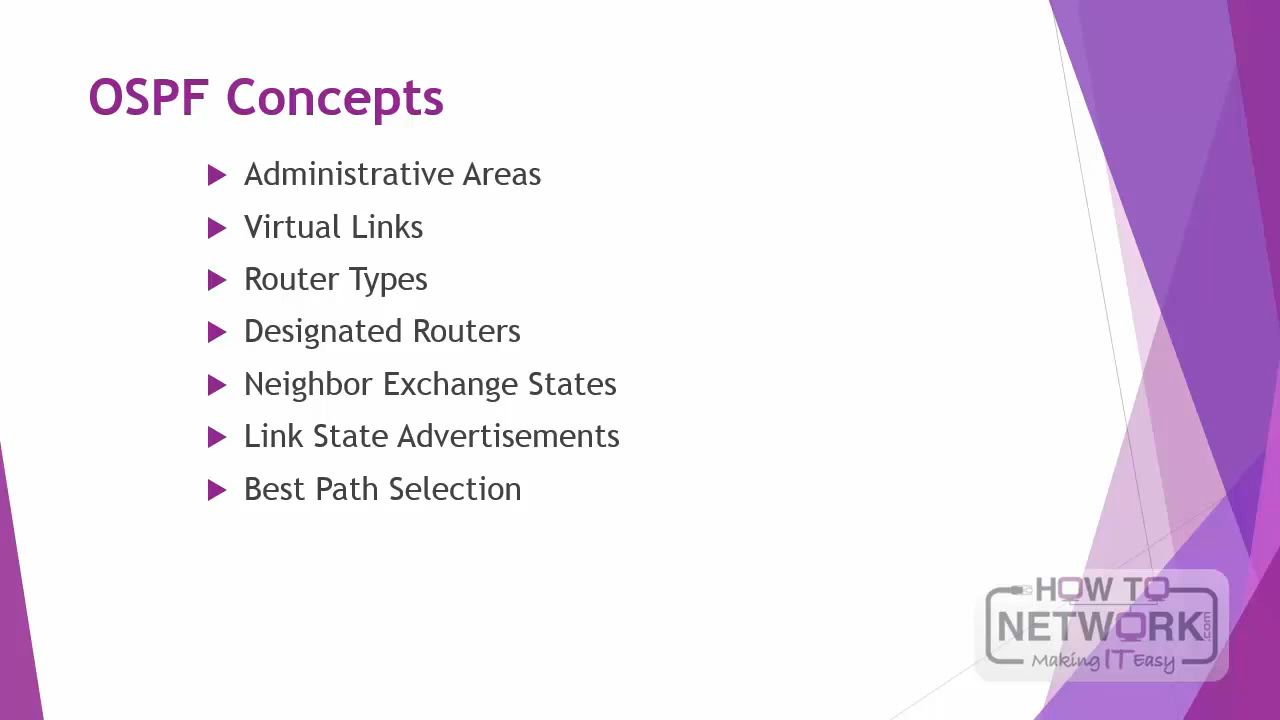 OSPF Concepts
Administrative Areas
Virtual Links
Router Types
Designated Routers
Neighbor Exchange States
Link State Advertisements
Best Path Selection
HOW TO
NETWORK.com
Making IT Easy